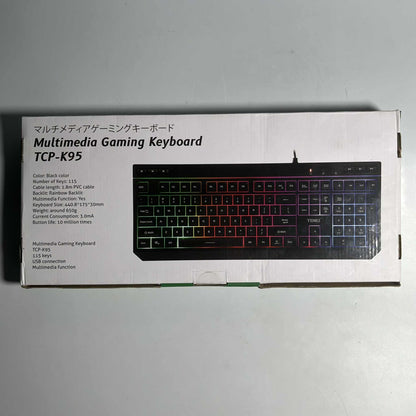 マルチメディアゲーミングキーボード
Multimedia Gaming Keyboard
TCP-K95
Color: Black color
Number of Keys: 115
Cable length: 1.8m PVC cable
Backlie: Rainbow Backlie
Multimedia Function: Yes
Keyboard Size: 440.8*175*30mm
Weight: around 650g
Current Consumption: 3.0mA
Button life: 10 million times
Multimedia Gaming Keyboard
TCP-K95
115 keys
USB connection
Multimedia function